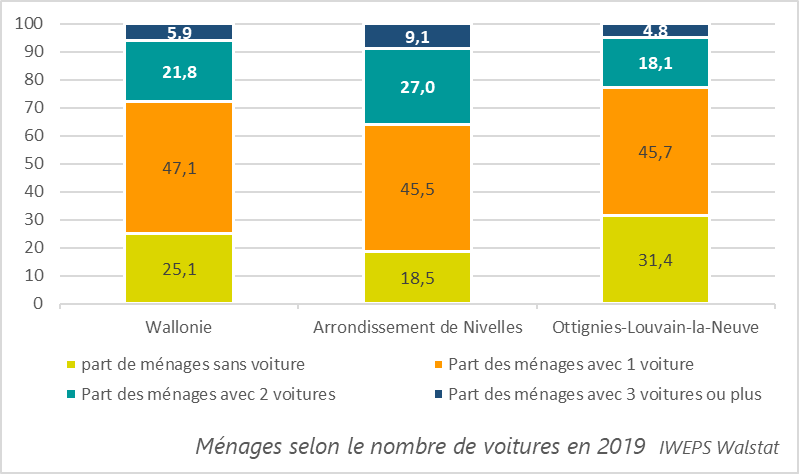 100
90
80
70
60
50
40
30
20
10
0
5,9 9,1 4,8
21,8 27,0 18,1
47,1 45,5 45,7
25,1 18,5 31,4
Wallonie Arrondissement de Nivelles Ottignies-Louvain-la-Neuve
part de ménages sans voiture Part des ménages avec 1 voiture
Part des ménages avec 2 voitures Part des ménages avec 3 voitures ou plus
Ménages selon le nombre de voitures en 2019 IWEPS Walstat